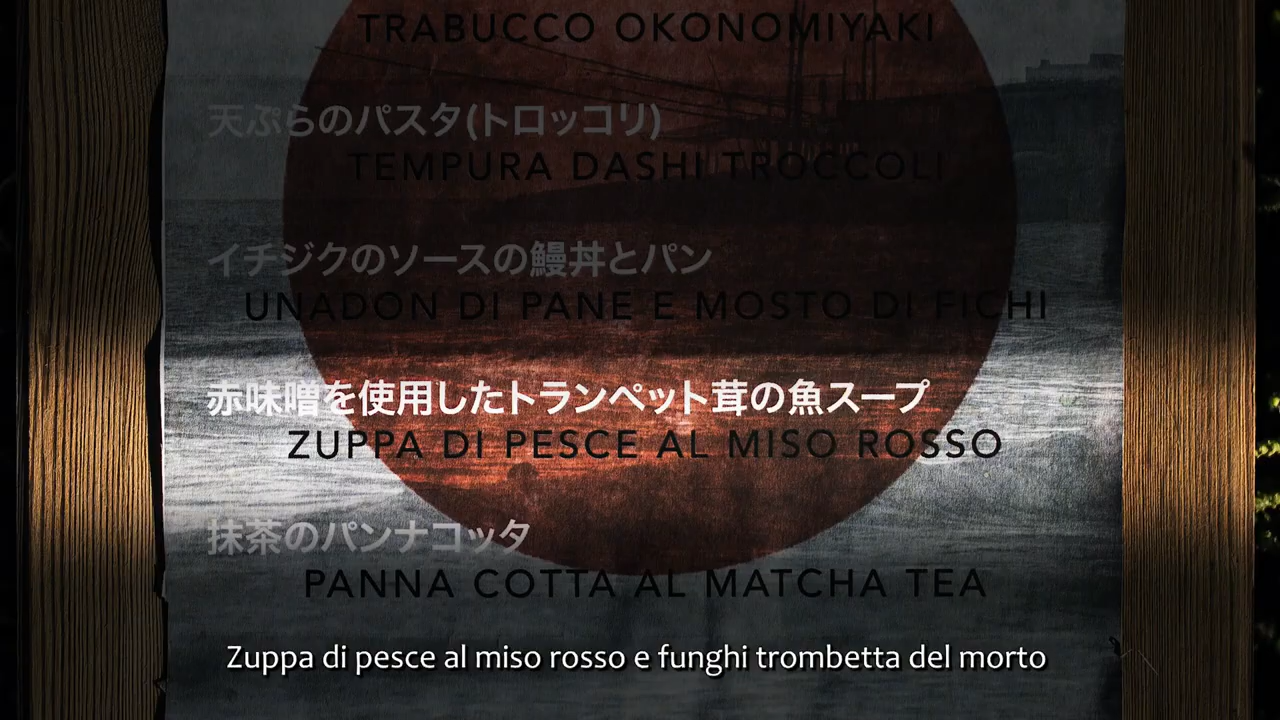 TRABUCCO OKONOMIYAKI
天ぷらのパスタ(トロッコリ)
TEMPURA DASHI TROCCOLI
イチジクのソースの鰻丼とパン
UNADON DI PANE E MOSTO DI FICHI
赤味噌を使用したトランペット茸の魚スープ
ZUPPA DI PESCE AL MISO ROSSO
抹茶のパンナコッタ
PANNA COTTA AL MATCHA TEA
Zuppa di pesce al miso rosso e funghi trombetta del morto